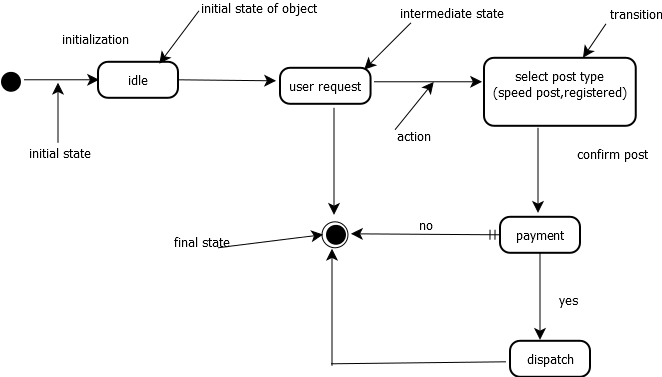 initial state of object
intermediate state
transition
initialization
idle
user request
select post type
(speed post,registered)
action
initial state
confirm post
no
payment
final state
yes
dispatch